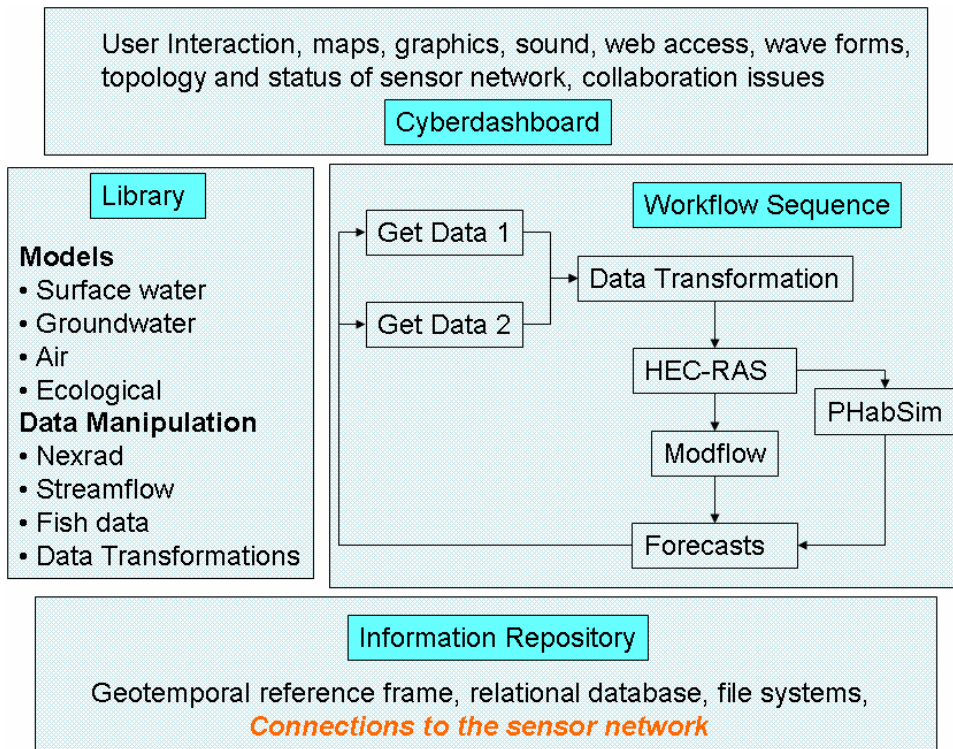 User Interaction, maps, graphics, sound, web access, wave forms,
topology and status of sensor network, collaboration issues
Cyberdashboard
Library
Models
• Surface water
• Groundwater
• Air
• Ecological
Data Manipulation
• Nexrad
• Streamflow
• Fish data
• Data Transformations
Workflow Sequence
Get Data 1
Get Data 2
Data Transformation
HEC-RAS
PHabSim
Modflow
Forecasts
Information Repository
Geotemporal reference frame, relational database, file systems,
Connections to the sensor network